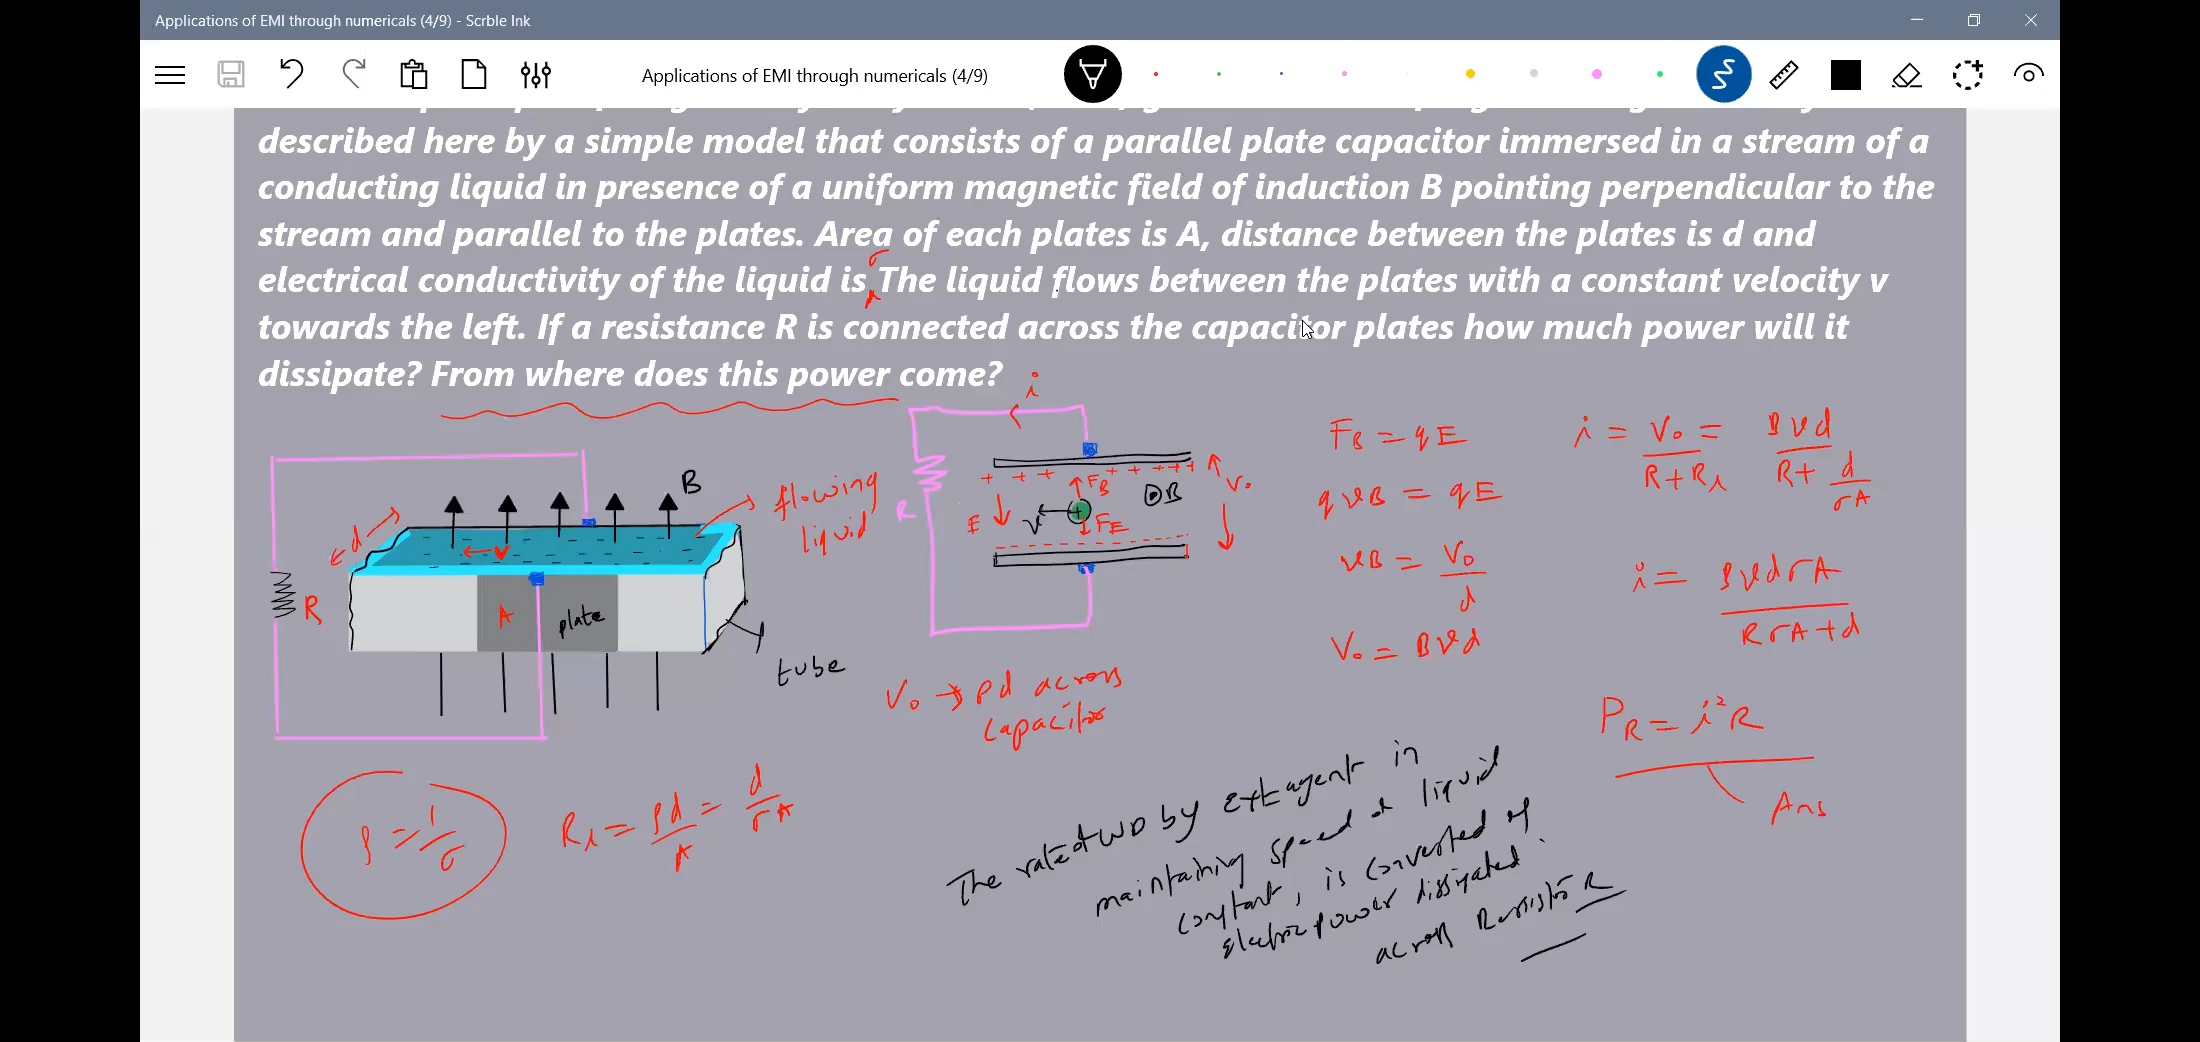 Applications of EMI through numericals (4/9) - Scrble Ink
Applications of EMI through numericals (4/9)
described here by a simple model that consists of a parallel plate capacitor immersed in a stream of a
conducting liquid in presence of a uniform magnetic field of induction B pointing perpendicular to the
stream and parallel to the plates. Area of each plates is A, distance between the plates is d and
σ
electrical conductivity of the liquid is The liquid flows between the plates with a constant velocity v
towards the left. If a resistance R is connected across the capacitor plates how much power will it
dissipate? From where does this power come?
i
B
flowing
liquid
d
R
A
plate
tube
R
+ + + + + + + +
F_B
⊙B
V₀
E
v
+
F_E
V₀ → pd across
capacitor
F_B = qE
qvB = qE
vB = V₀/d
V₀ = Bvd
i = V₀/(R+R_l) = Bvd/(R + d/(σA))
i = BvdσA/(RσA+d)
P_R = i²R
Ans
ρ = 1/σ
R_l = ρd/A = d/(σA)
The rate of WD by ext agent in
maintaining speed of liquid
constant, is converted of
electric power dissipated
across Resistor R